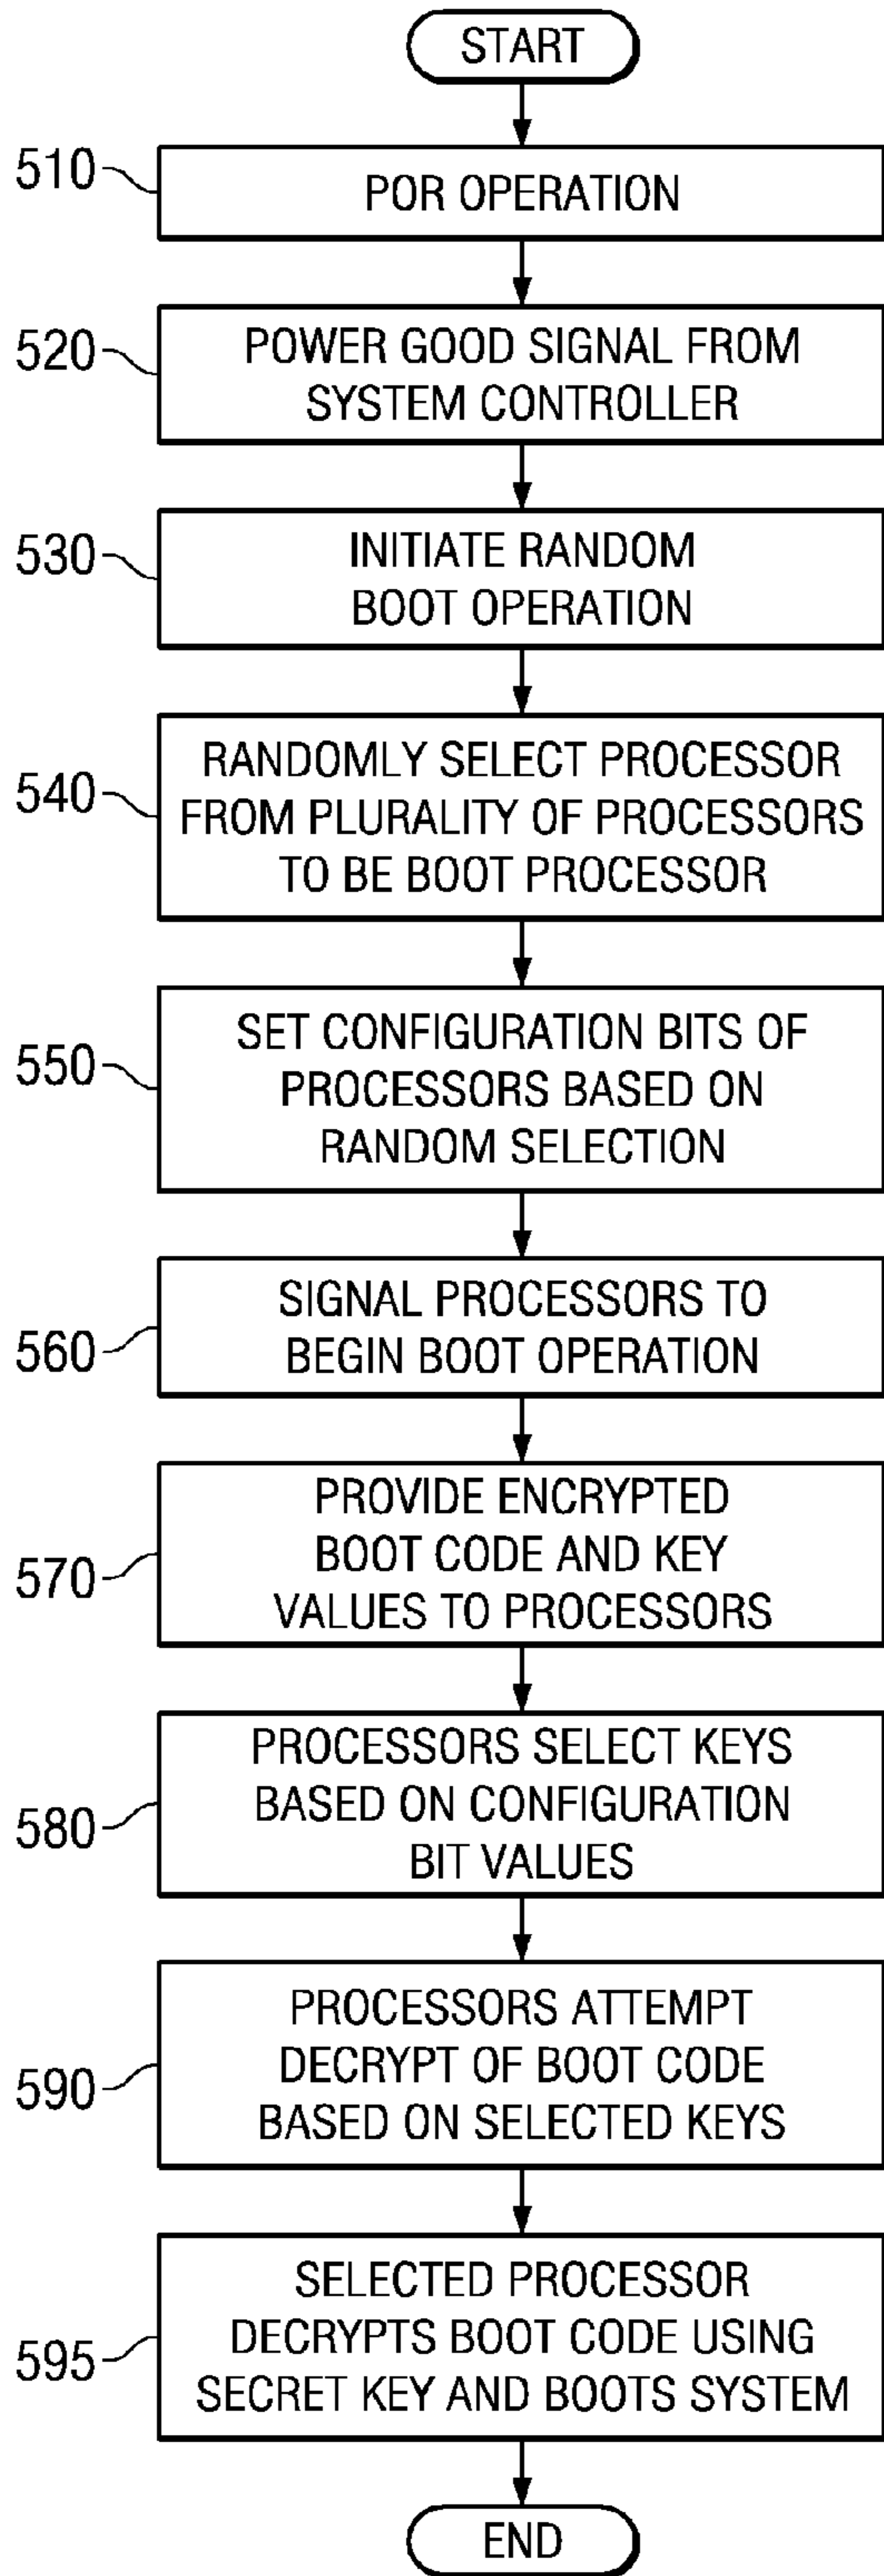 START
510
POR OPERATION
520
POWER GOOD SIGNAL FROM
SYSTEM CONTROLLER
530
INITIATE RANDOM
BOOT OPERATION
540
RANDOMLY SELECT PROCESSOR
FROM PLURALITY OF PROCESSORS
TO BE BOOT PROCESSOR
550
SET CONFIGURATION BITS OF
PROCESSORS BASED ON
RANDOM SELECTION
560
SIGNAL PROCESSORS TO
BEGIN BOOT OPERATION
570
PROVIDE ENCRYPTED
BOOT CODE AND KEY
VALUES TO PROCESSORS
580
PROCESSORS SELECT KEYS
BASED ON CONFIGURATION
BIT VALUES
590
PROCESSORS ATTEMPT
DECRYPT OF BOOT CODE
BASED ON SELECTED KEYS
595
SELECTED PROCESSOR
DECRYPTS BOOT CODE USING
SECRET KEY AND BOOTS SYSTEM
END